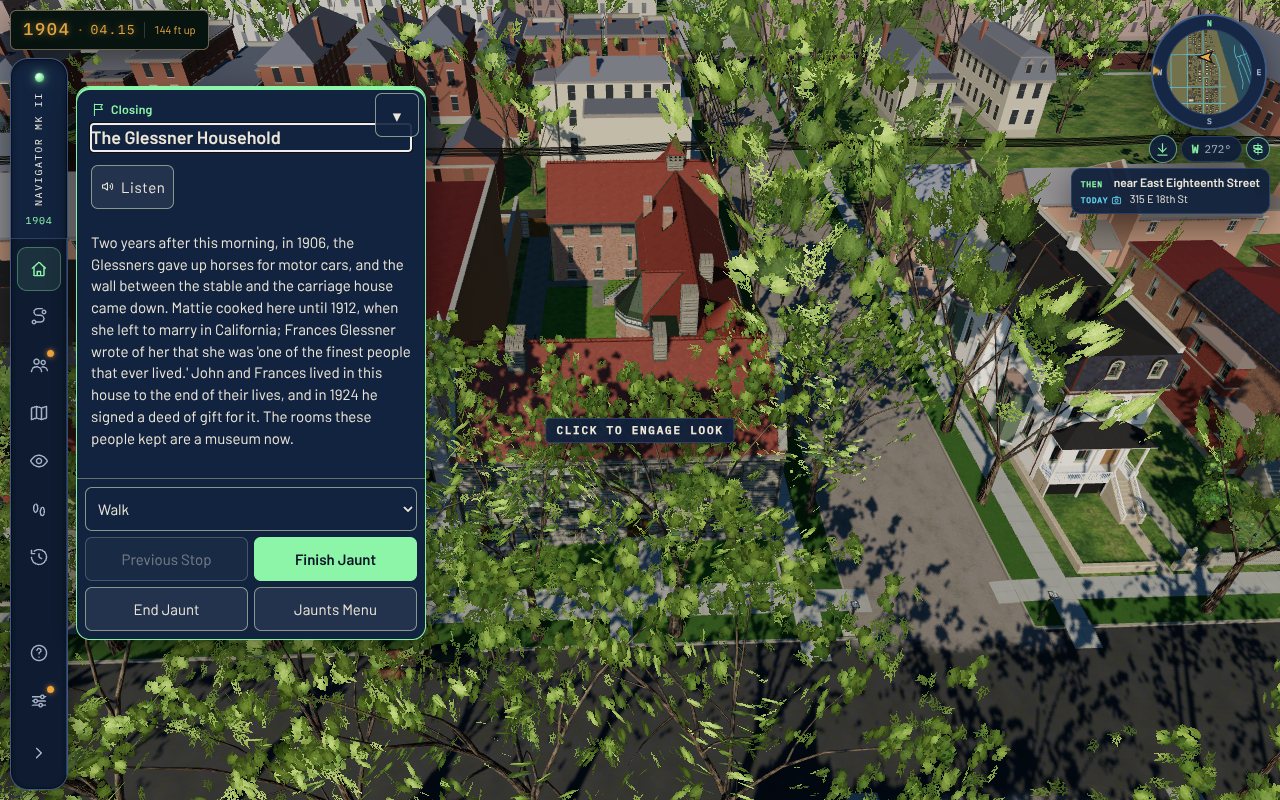 1904 · 04.15 144 ft up
NAVIGATOR MK II
1904
Closing
▼
The Glessner Household
Listen
Two years after this morning, in 1906, the
Glessners gave up horses for motor cars, and the
wall between the stable and the carriage house
came down. Mattie cooked here until 1912, when
she left to marry in California; Frances Glessner
wrote of her that she was 'one of the finest people
that ever lived.' John and Frances lived in this
house to the end of their lives, and in 1924 he
signed a deed of gift for it. The rooms these
people kept are a museum now.
Walk
Previous Stop
Finish Jaunt
End Jaunt
Jaunts Menu
CLICK TO ENGAGE LOOK
N
E
S
W 272°
THEN near East Eighteenth Street
TODAY 315 E 18th St